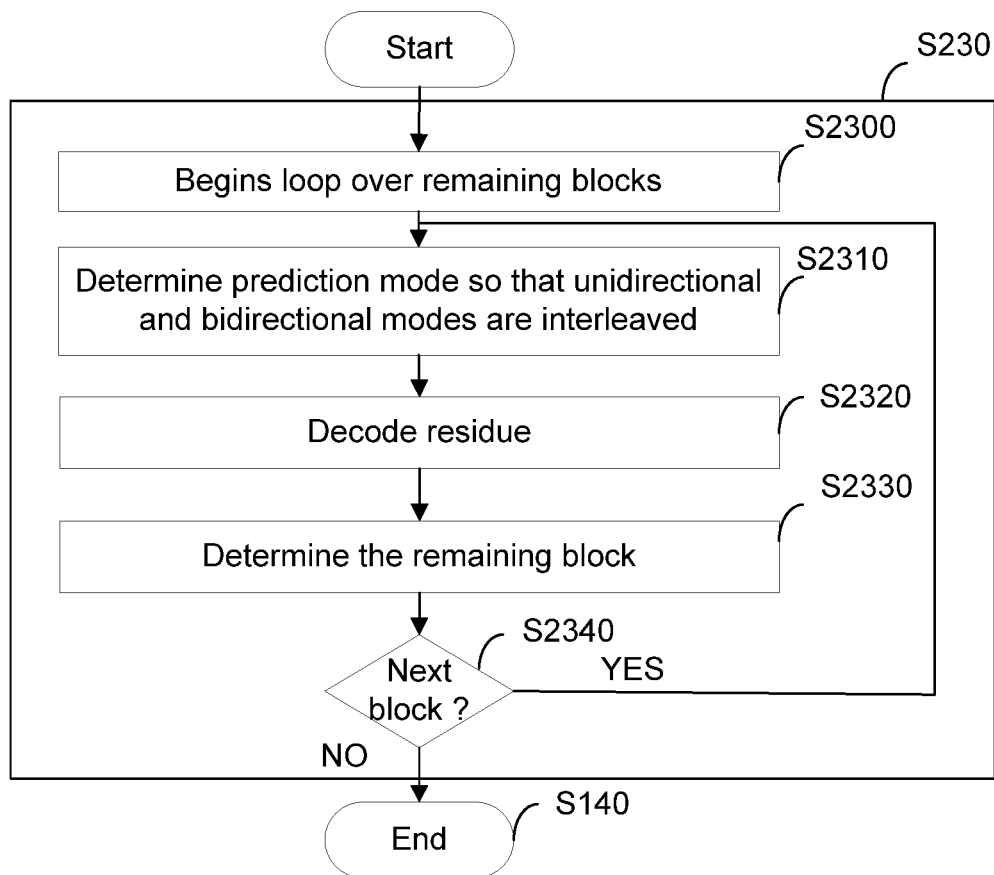 Start
S230
S2300
Begins loop over remaining blocks
S2310
Determine prediction mode so that unidirectional
and bidirectional modes are interleaved
S2320
Decode residue
S2330
Determine the remaining block
S2340
Next
block ?
YES
NO
S140
End